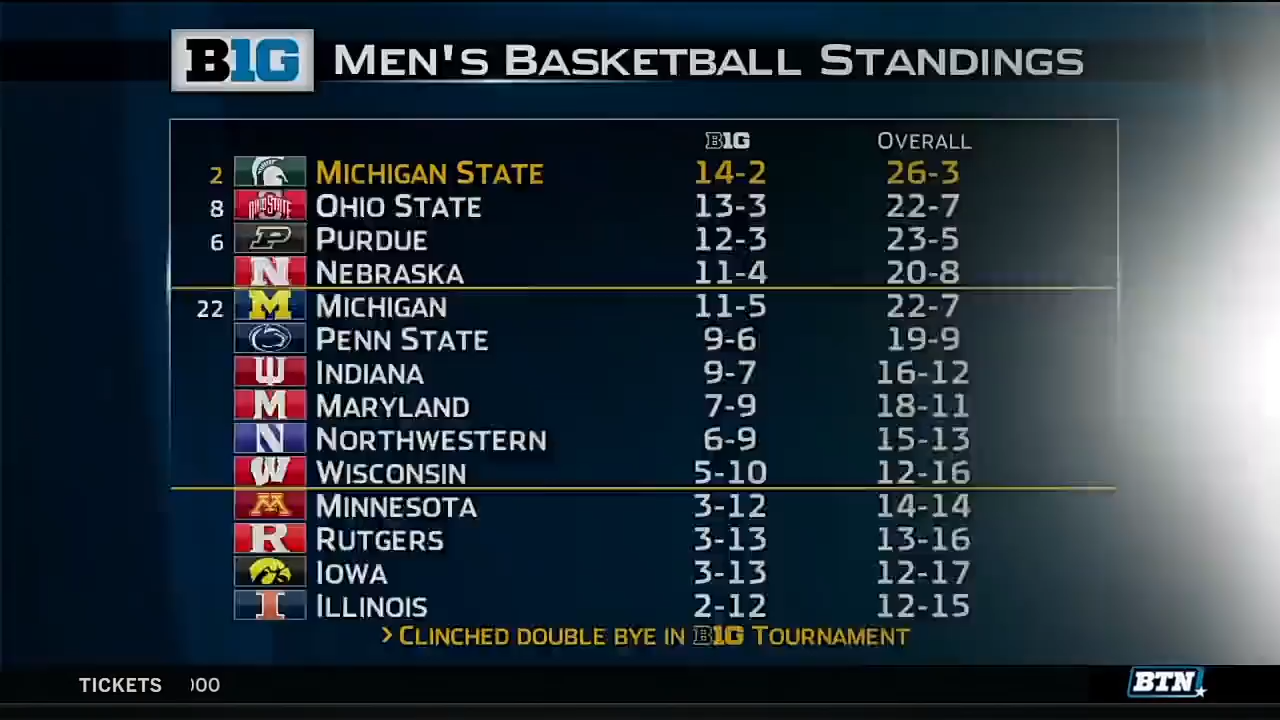 B1G MEN'S BASKETBALL STANDINGS
B1G OVERALL
2 MICHIGAN STATE 14-2 26-3
8 OHIO STATE OHIO STATE 13-3 22-7
6 P PURDUE 12-3 23-5
N NEBRASKA 11-4 20-8
22 M MICHIGAN 11-5 22-7
PENN STATE 9-6 19-9
INDIANA 9-7 16-12
M MARYLAND 7-9 18-11
N NORTHWESTERN 6-9 15-13
W WISCONSIN 5-10 12-16
M MINNESOTA 3-12 14-14
R RUTGERS 3-13 13-16
IOWA 3-13 12-17
I ILLINOIS 2-12 12-15
> CLINCHED DOUBLE BYE IN B1G TOURNAMENT
TICKETS 000 BTN